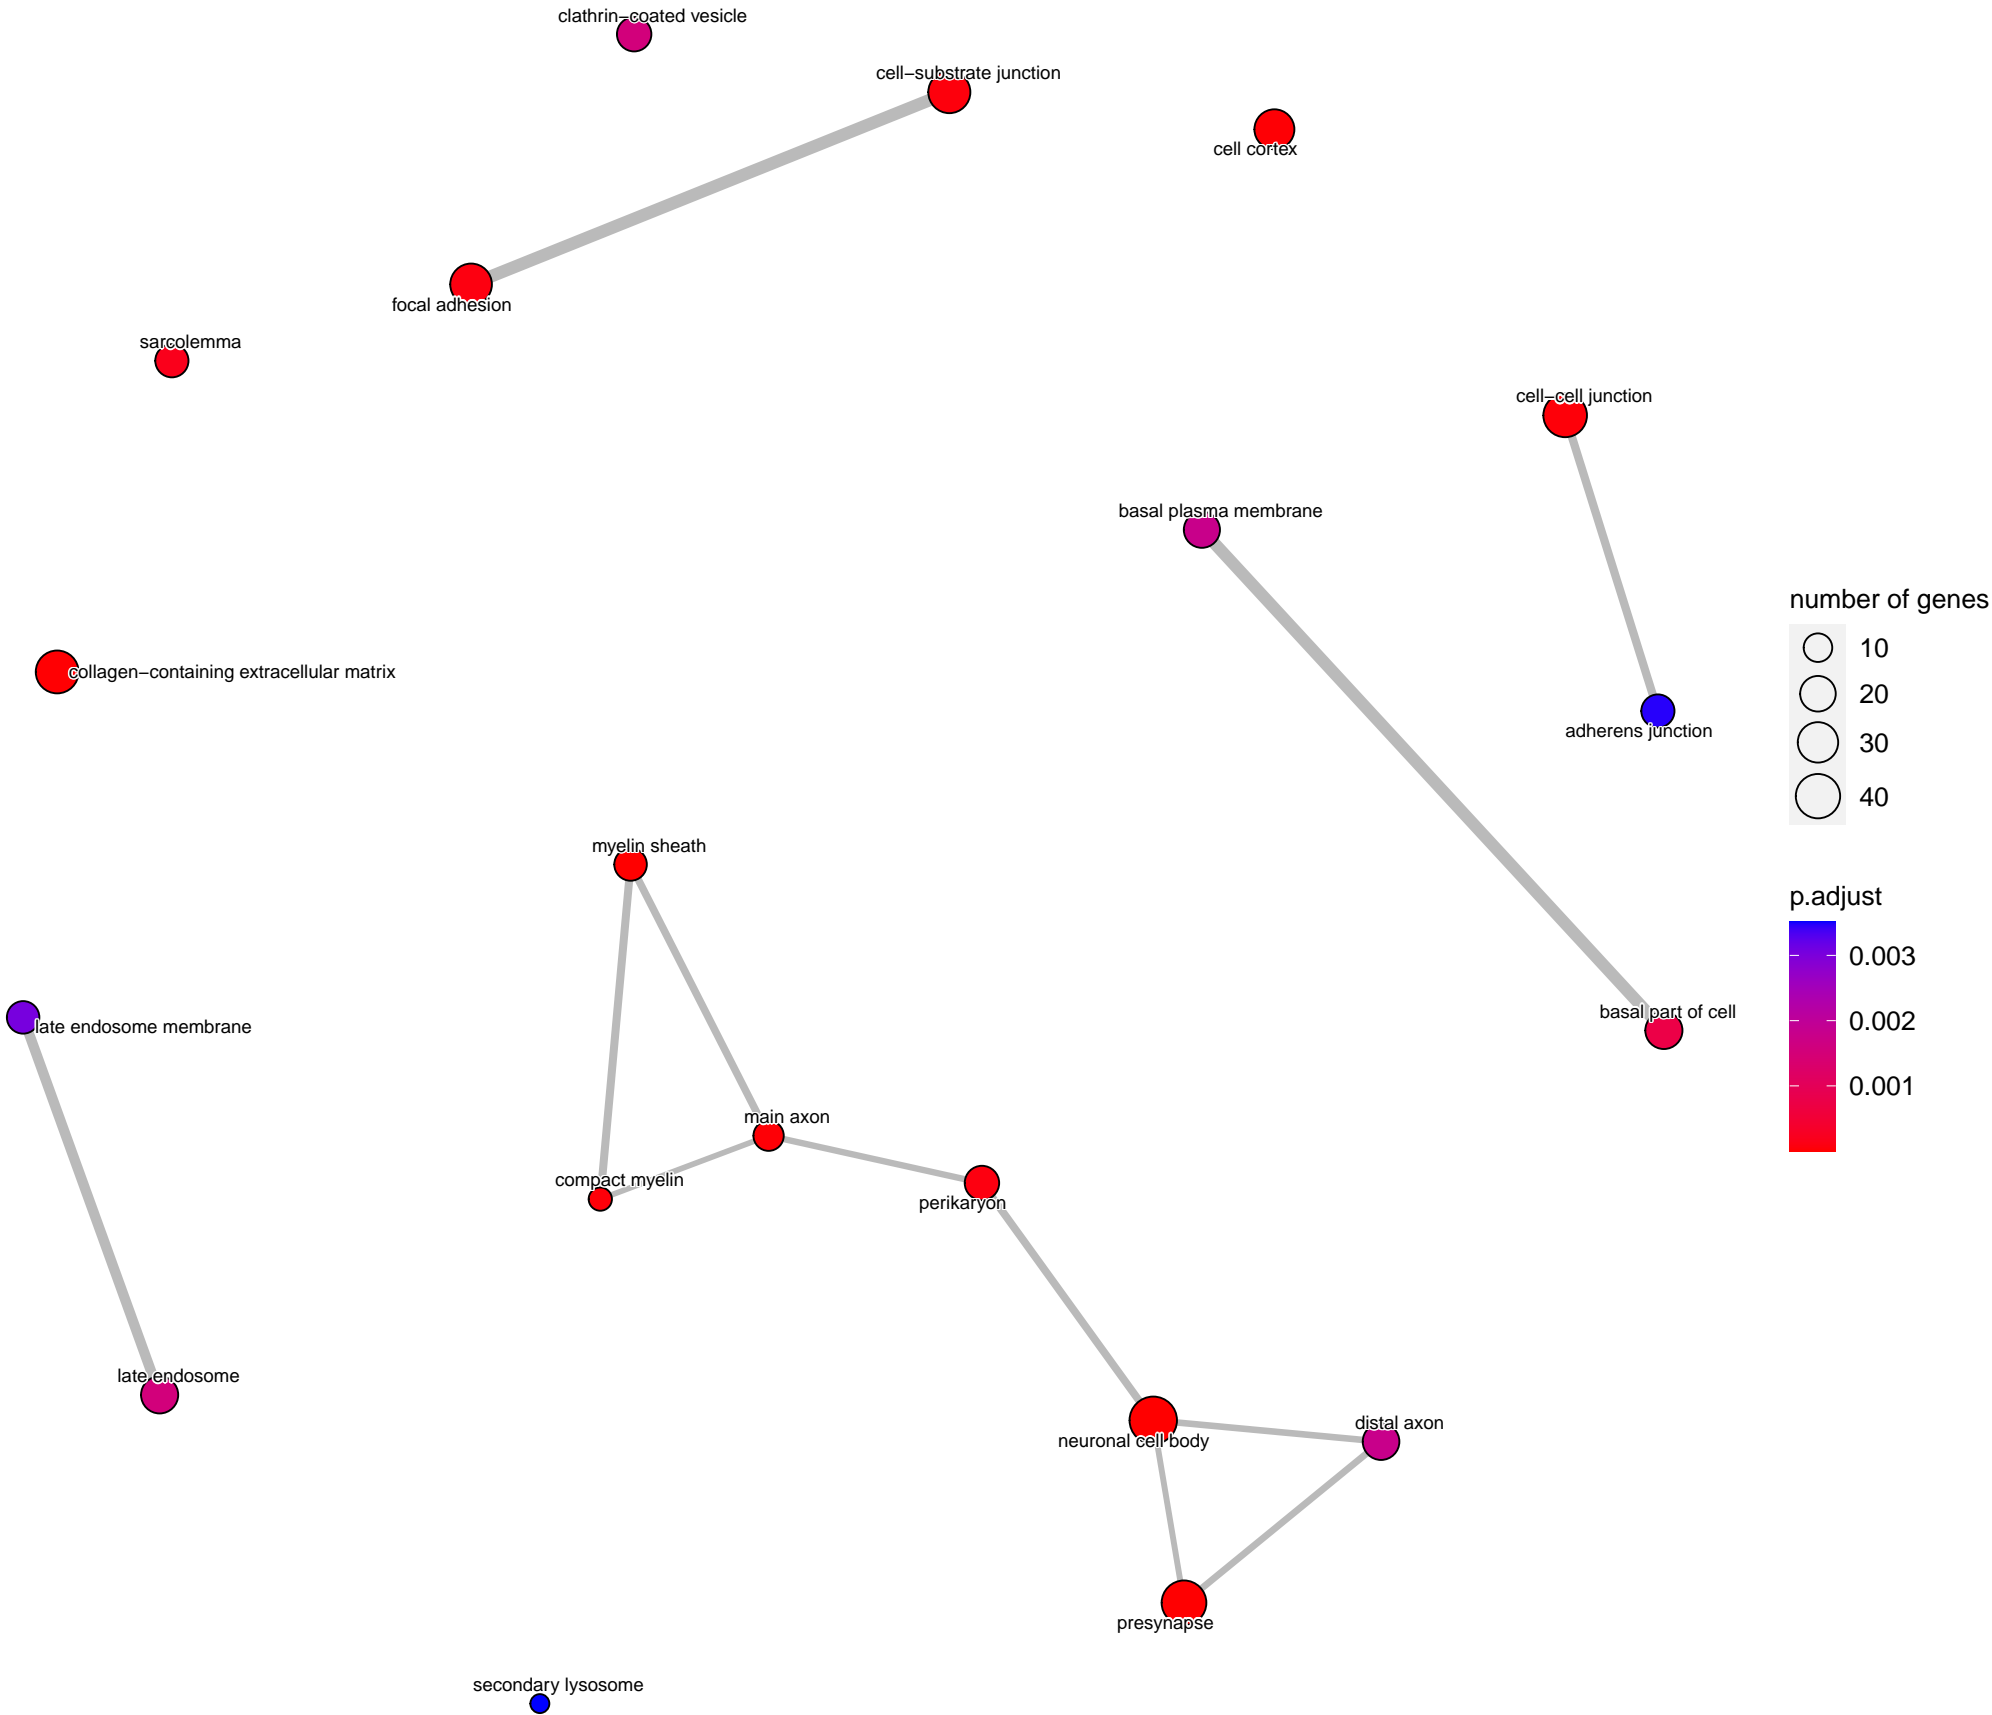 clathrin−coated vesicle
cell−substrate junction
cell cortex
focal adhesion
sarcolemma
cell−cell junction
basal plasma membrane
collagen−containing extracellular matrix
adherens junction
myelin sheath
late endosome membrane
basal part of cell
main axon
compact myelin
perikaryon
late endosome
distal axon
neuronal cell body
presynapse
secondary lysosome
number of genes
10
20
30
40
p.adjust
0.003
0.002
0.001